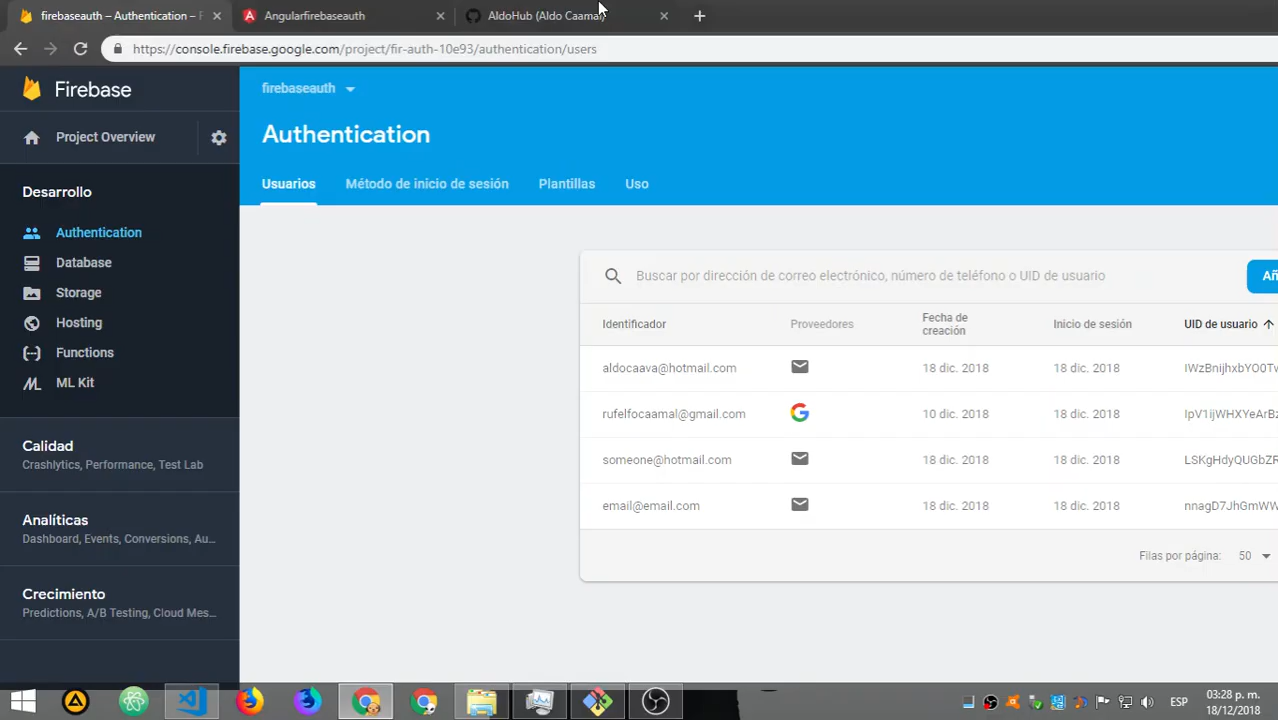 firebaseauth – Authentication – F
Angularfirebaseauth
AldoHub (Aldo Caamal)
https://console.firebase.google.com/project/fir-auth-10e93/authentication/users
Firebase
firebaseauth
Project Overview
Authentication
Usuarios
Método de inicio de sesión
Plantillas
Uso
Desarrollo
Authentication
Database
Storage
Hosting
Functions
ML Kit
Calidad
Crashlytics, Performance, Test Lab
Analíticas
Dashboard, Events, Conversions, Au...
Crecimiento
Predictions, A/B Testing, Cloud Mes...
Buscar por dirección de correo electrónico, número de teléfono o UID de usuario
Añ
Identificador
Proveedores
Fecha de
creación
Inicio de sesión
UID de usuario
aldocaava@hotmail.com
18 dic. 2018
18 dic. 2018
IWzBnijhxbYO0Tv
rufelfocaamal@gmail.com
10 dic. 2018
18 dic. 2018
IpV1ijWHXYeArBz
someone@hotmail.com
18 dic. 2018
18 dic. 2018
LSKgHdyQUGbZR
email@email.com
18 dic. 2018
18 dic. 2018
nnagD7JhGmWW
Filas por página:
50
ESP
03:28 p. m.
18/12/2018